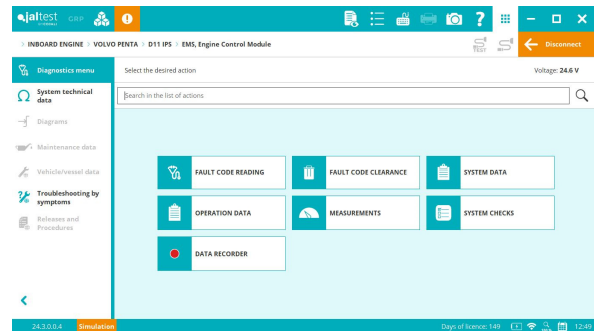 jaltest GRP
INBOARD ENGINE > VOLVO PENTA > D11 IPS > EMS, Engine Control Module
TEST
Disconnect
Diagnostics menu
Select the desired action
Voltage: 24.6 V
System technical
data
Search in the list of actions
Diagrams
Maintenance data
Vehicle/vessel data
Troubleshooting by
symptoms
Releases and
Procedures
FAULT CODE READING
FAULT CODE CLEARANCE
SYSTEM DATA
OPERATION DATA
MEASUREMENTS
SYSTEM CHECKS
DATA RECORDER
24.3.0.0.4
Simulation
Days of licence: 149
12:49